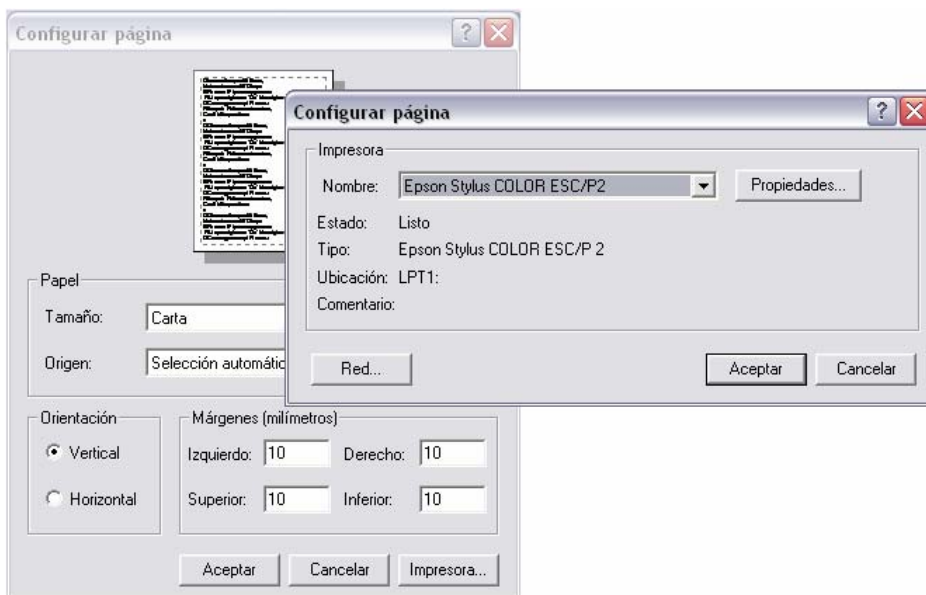 Configurar página
Papel
Tamaño: Carta
Origen: Selección automátic
Orientación
Vertical
Horizontal
Márgenes (milímetros)
Izquierdo: 10 Derecho: 10
Superior: 10 Inferior: 10
Aceptar Cancelar Impresora...
Configurar página
Impresora
Nombre: Epson Stylus COLOR ESC/P2 Propiedades...
Estado: Listo
Tipo: Epson Stylus COLOR ESC/P 2
Ubicación: LPT1:
Comentario:
Red... Aceptar Cancelar